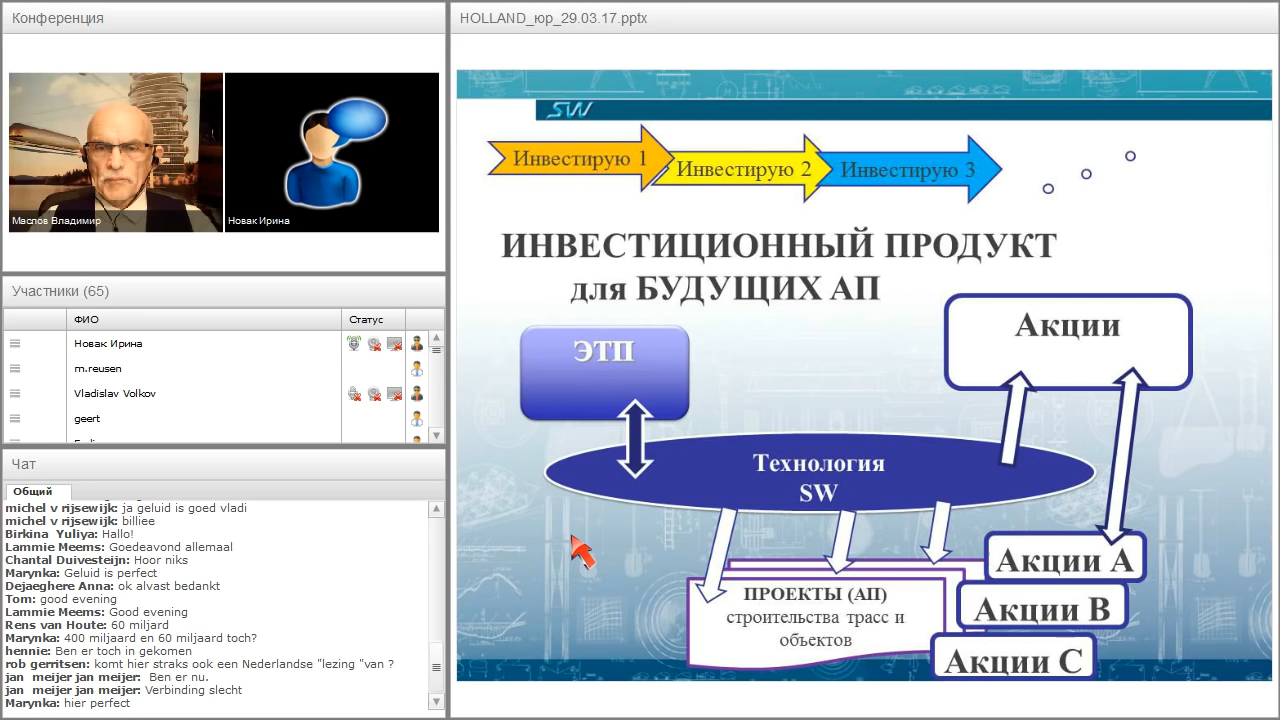 Конференция
Маслов Владимир
Новак Ирина
Участники (65)
ФИО
Статус
Новак Ирина
m.reusen
Vladislav Volkov
geert
Чат
Общий
michel v rijsewijk: ja geluid is goed vladi
michel v rijsewijk: billiee
Birkina Yuliya: Hallo!
Lammie Meems: Goedeavond allemaal
Chantal Duivesteijn: Hoor niks
Marynka: Geluid is perfect
Dejaeghere Anna: ok alvast bedankt
Tom: good evening
Lammie Meems: Good evening
Rens van Houte: 60 miljard
Marynka: 400 miljaard en 60 miljaard toch?
hennie: Ben er toch in gekomen
rob gerritsen: komt hier straks ook een Nederlandse "lezing "van ?
jan meijer jan meijer: Ben er nu.
jan meijer jan meijer: Verbinding slecht
Marynka: hier perfect
HOLLAND_юр_29.03.17.pptx
SW
Инвестирую 1
Инвестирую 2
Инвестирую 3
ИНВЕСТИЦИОННЫЙ ПРОДУКТ
для БУДУЩИХ АП
ЭТП
Акции
Технология
SW
Акции А
Акции В
Акции С
ПРОЕКТЫ (АП)
строительства трасс и
объектов